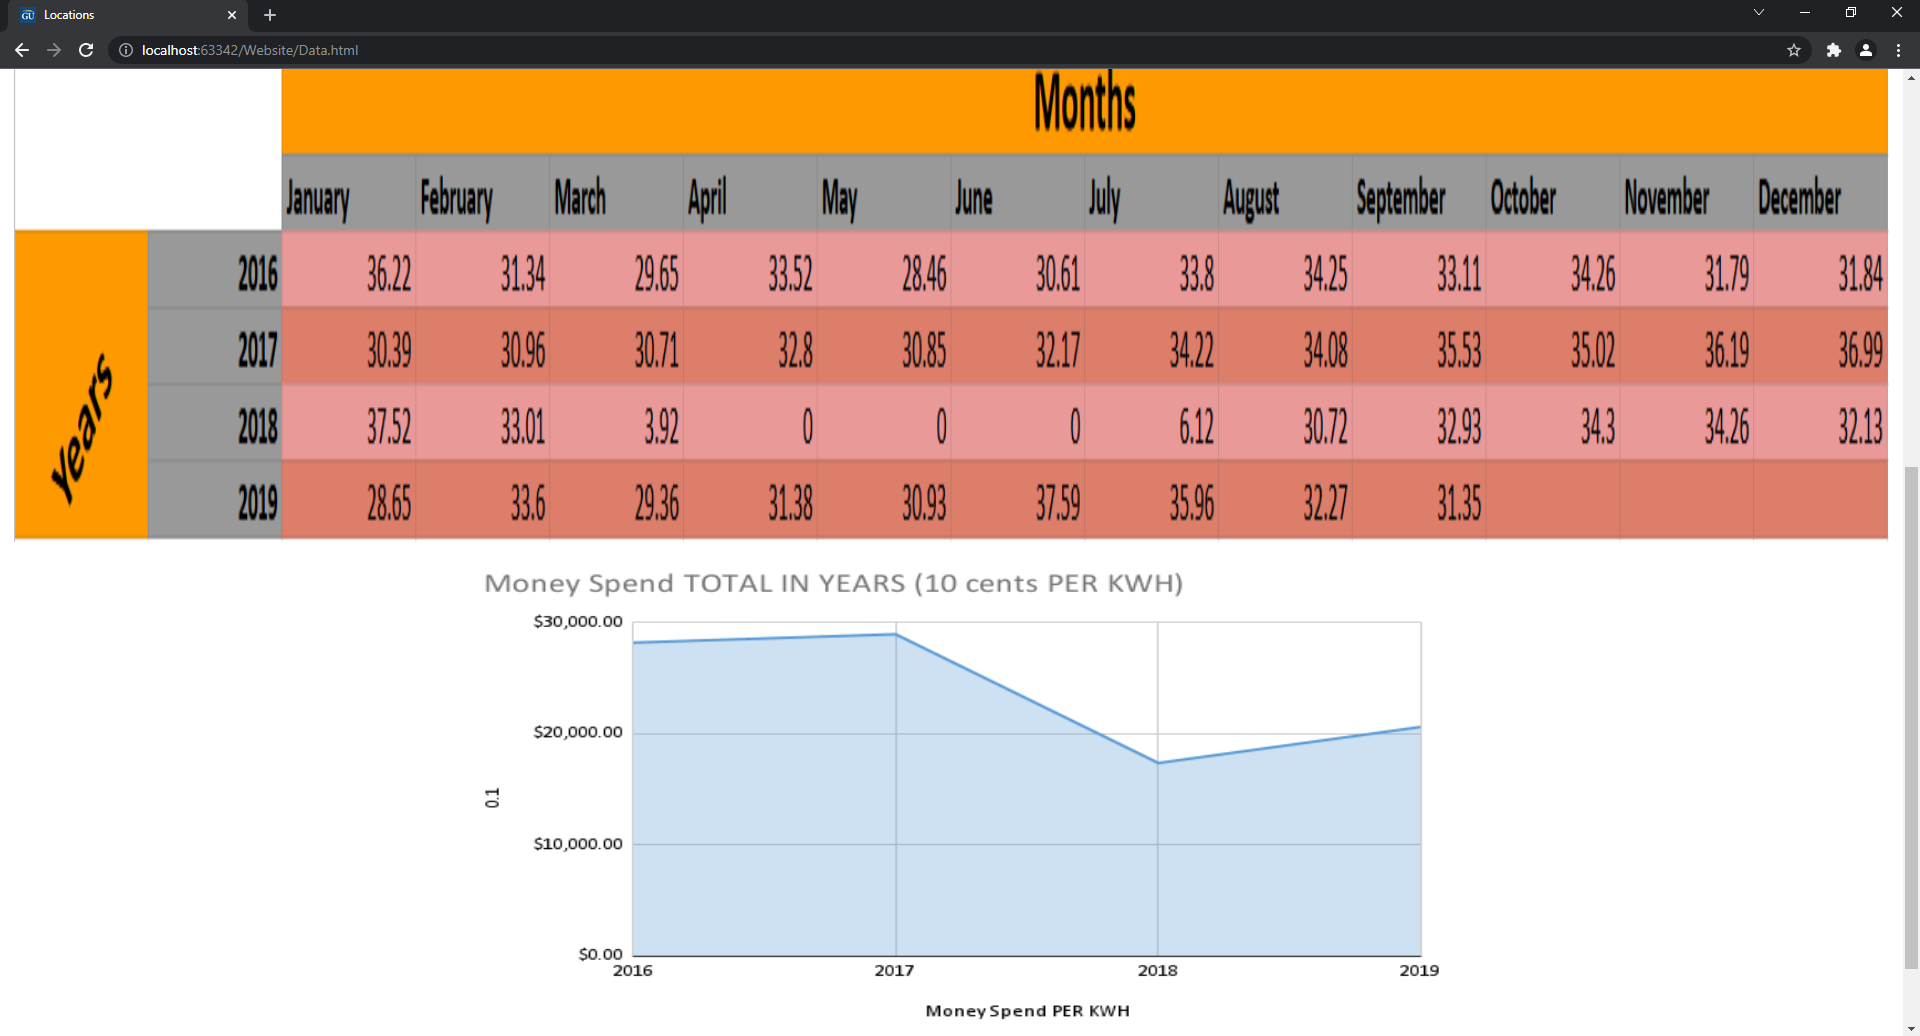 GU Locations
localhost:63342/Website/Data.html
Months
January February March April May June July August September October November December
Years
2016 36.22 31.34 29.65 33.52 28.46 30.61 33.8 34.25 33.11 34.26 31.79 31.84
2017 30.39 30.96 30.71 32.8 30.85 32.17 34.22 34.08 35.53 35.02 36.19 36.99
2018 37.52 33.01 3.92 0 0 0 6.12 30.72 32.93 34.3 34.26 32.13
2019 28.65 33.6 29.36 31.38 30.93 37.59 35.96 32.27 31.35
Money Spend TOTAL IN YEARS (10 cents PER KWH)
$30,000.00
$20,000.00
0.1
$10,000.00
$0.00
2016 2017 2018 2019
Money Spend PER KWH